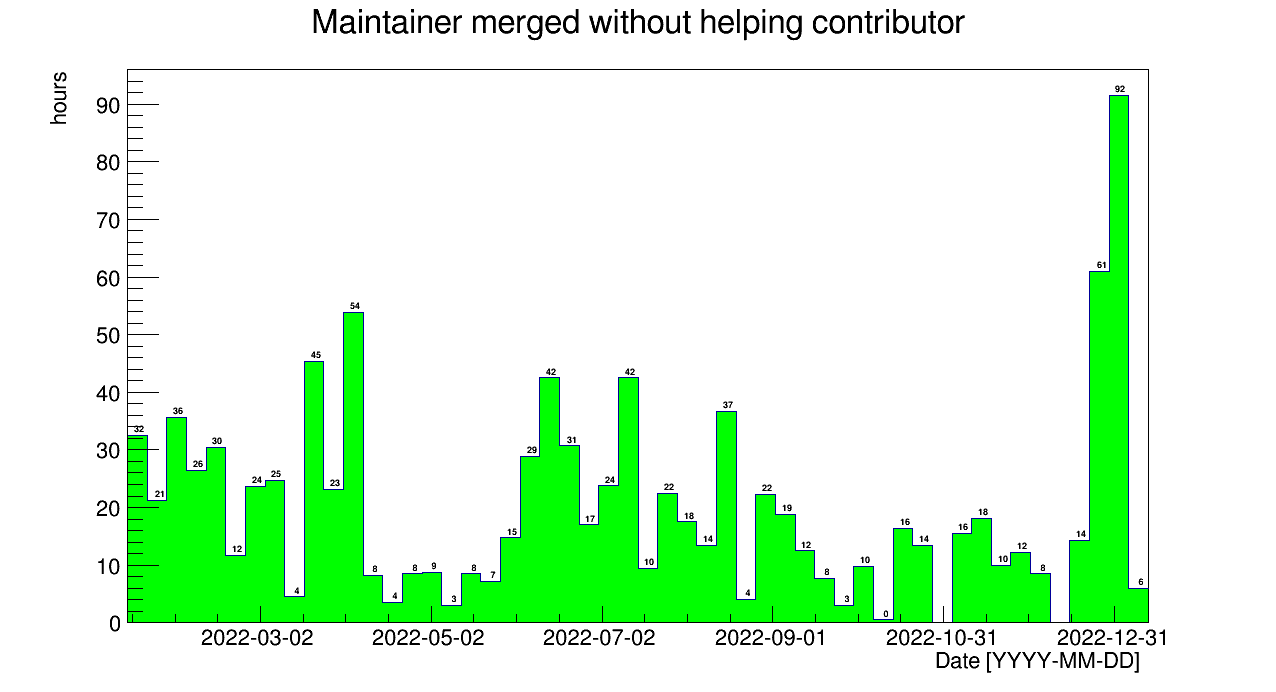 Maintainer merged without helping contributor
hours
90
80
70
60
50
40
30
20
10
0
32 21 36 26 30 12 24 25 4 45 23 54 8 4 8 9 3 8 7 15 29 42 31 17 24 42 10 22 18 14 37 4 22 19 12 8 3 10 0 16 14 16 18 10 12 8 14 61 92 6
2022-03-02 2022-05-02 2022-07-02 2022-09-01 2022-10-31 2022-12-31
Date [YYYY-MM-DD]